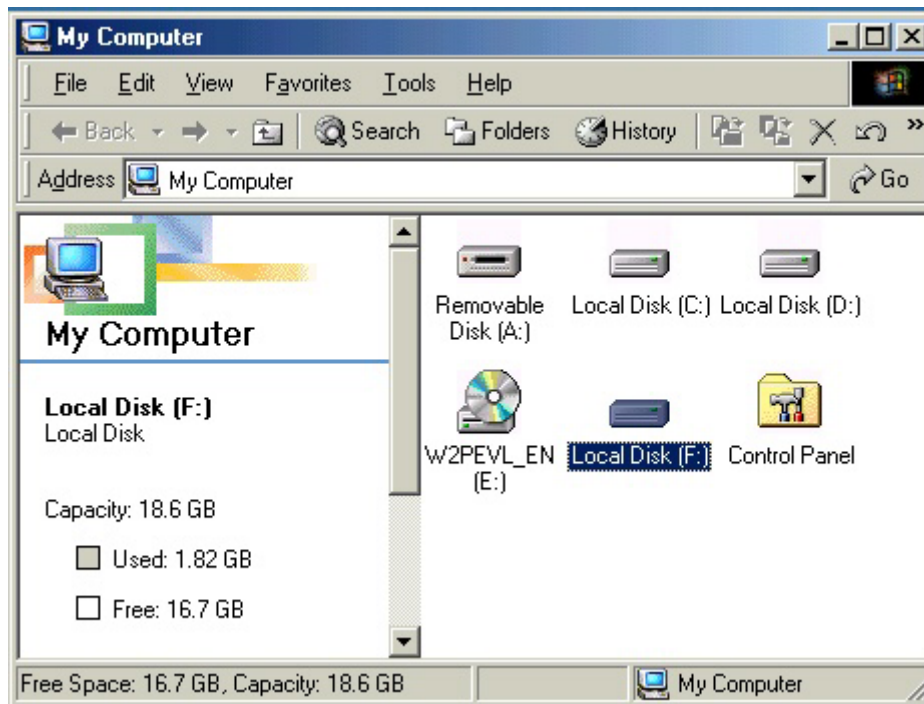 My Computer
File Edit View Favorites Tools Help
Back Search Folders History »
Address My Computer Go
My Computer
Local Disk (F:)
Local Disk
Capacity: 18.6 GB
Used: 1.82 GB
Free: 16.7 GB
Removable
Disk (A:)
Local Disk (C:)
Local Disk (D:)
W2PEVL_EN
(E:)
Local Disk (F:)
Control Panel
Free Space: 16.7 GB, Capacity: 18.6 GB My Computer